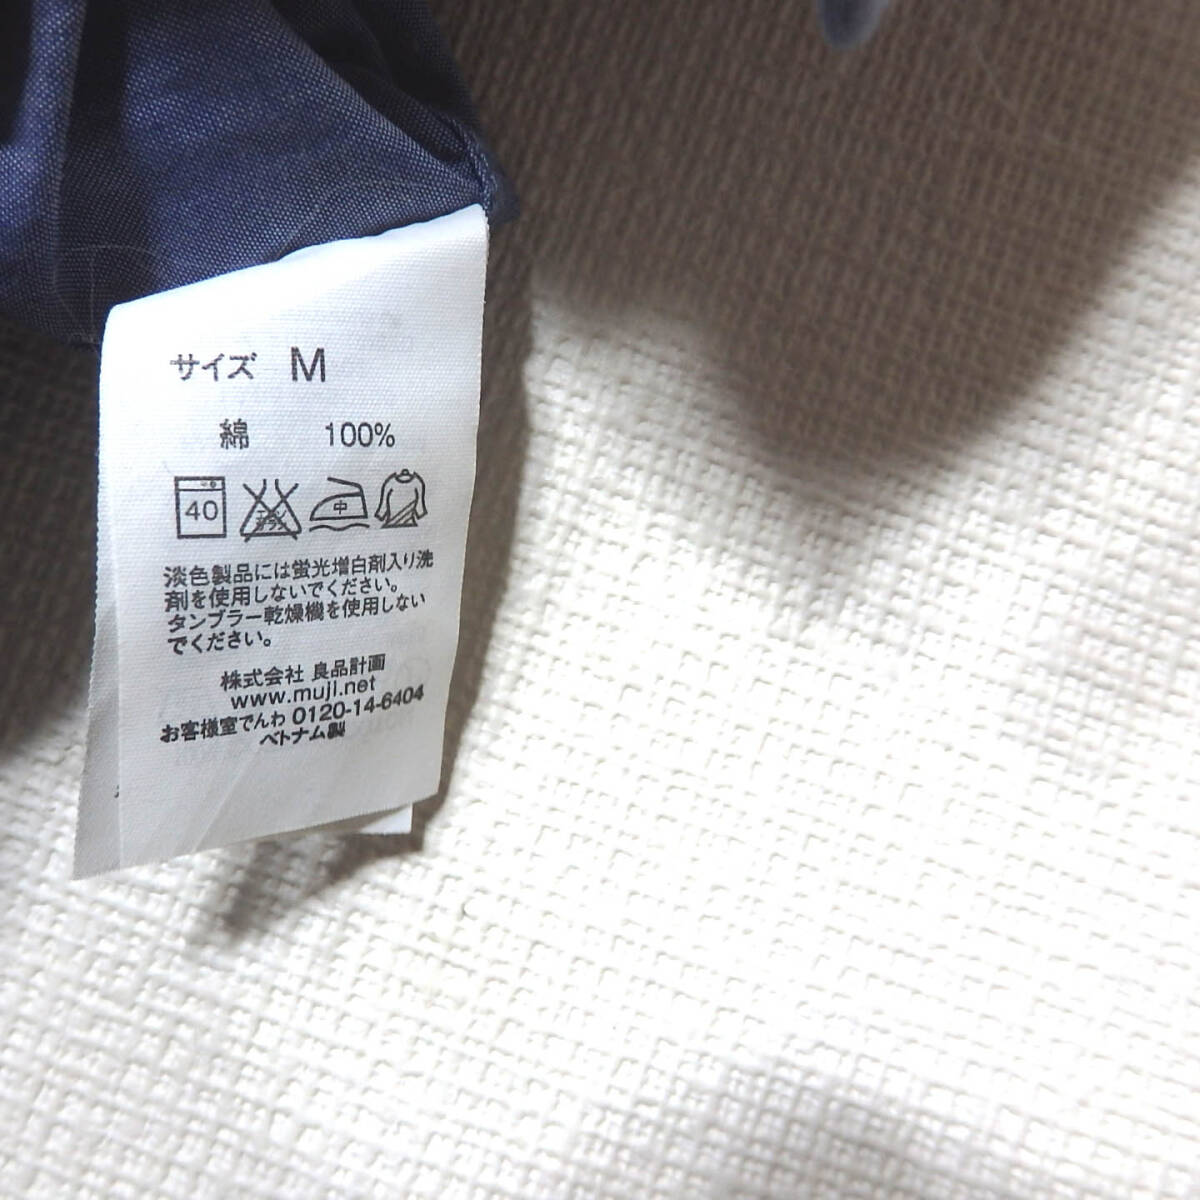 サイズ M
綿 100%
40 エンソ 中
淡色製品には蛍光増白剤入り洗
剤を使用しないでください。
タンブラー乾燥機を使用しない
でください。
株式会社 良品計画
www.muji.net
お客様室でんわ 0120-14-6404
ベトナム製